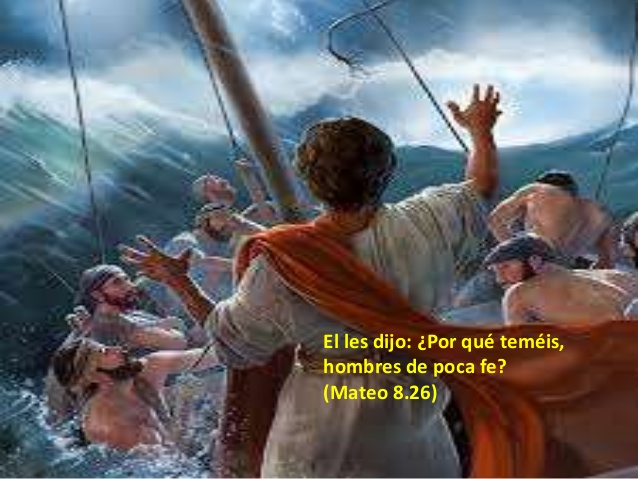 El les dijo: ¿Por qué teméis,
hombres de poca fe?
(Mateo 8.26)